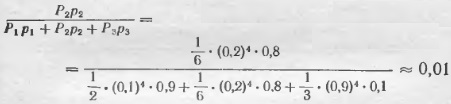 P₂p₂ / (P₁p₁ + P₂p₂ + P₃p₃) =
= (1/6 · (0,2)⁴ · 0,8) / (1/2 · (0,1)⁴ · 0,9 + 1/6 · (0,2)⁴ · 0,8 + 1/3 · (0,9)⁴ · 0,1) ≈ 0,01